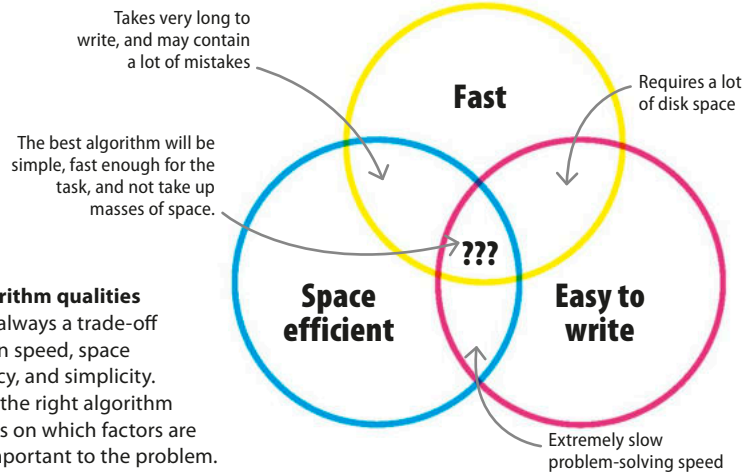 Takes very long to
write, and may contain
a lot of mistakes
Fast
Requires a lot
of disk space
The best algorithm will be
simple, fast enough for the
task, and not take up
masses of space.
???
Space
efficient
Easy to
write
rithm qualities
always a trade-off
n speed, space
cy, and simplicity.
the right algorithm
s on which factors are
portant to the problem.
Extremely slow
problem-solving speed